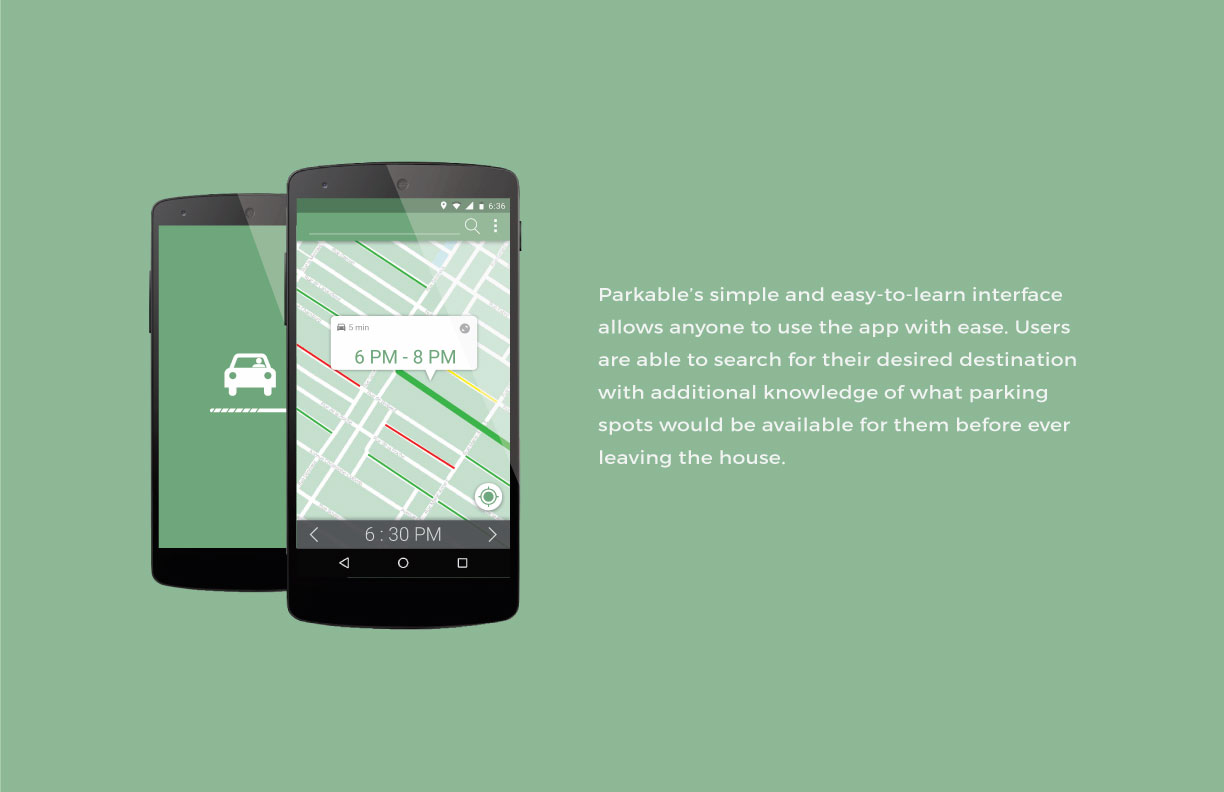 6:36
5 min
6 PM - 8 PM
6 : 30 PM
Parkable’s simple and easy-to-learn interface
allows anyone to use the app with ease. Users
are able to search for their desired destination
with additional knowledge of what parking
spots would be available for them before ever
leaving the house.